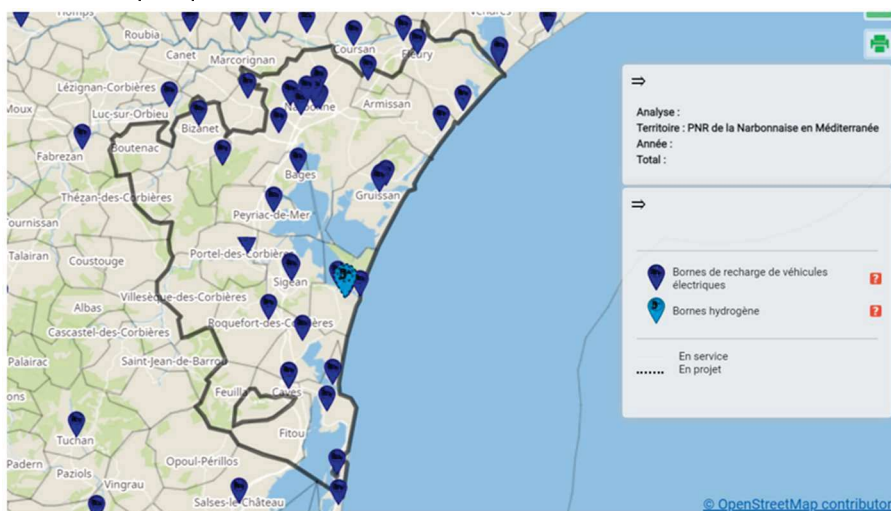 Roubia
Vendres
Canet
Marcorignan
Coursan
Fleury
Lézignan-Corbières
Moux
Luc-sur-Orbieu
Narbonne
Armissan
Bizanet
Fabrezan
Boutenac
Bages
Thézan-des-Corbières
Gruissan
Peyriac-de-Mer
Tournissan
Talairan
Coustouge
Portel-des-Corbières
Sigean
Villesèque-des-Corbières
Albas
Roquefort-des-Corbières
Cascastel-des-Corbières
Palairac
Saint-Jean-de-Barrou
Feuilla
Caves
Tuchan
Fitou
Padern
Paziols
Opoul-Périllos
Vingrau
Salses-le-Château
⇒
Analyse :
Territoire : PNR de la Narbonnaise en Méditerranée
Année :
Total :
⇒
Bornes de recharge de véhicules
électriques
?
Bornes hydrogène
?
En service
En projet
© OpenStreetMap contributor